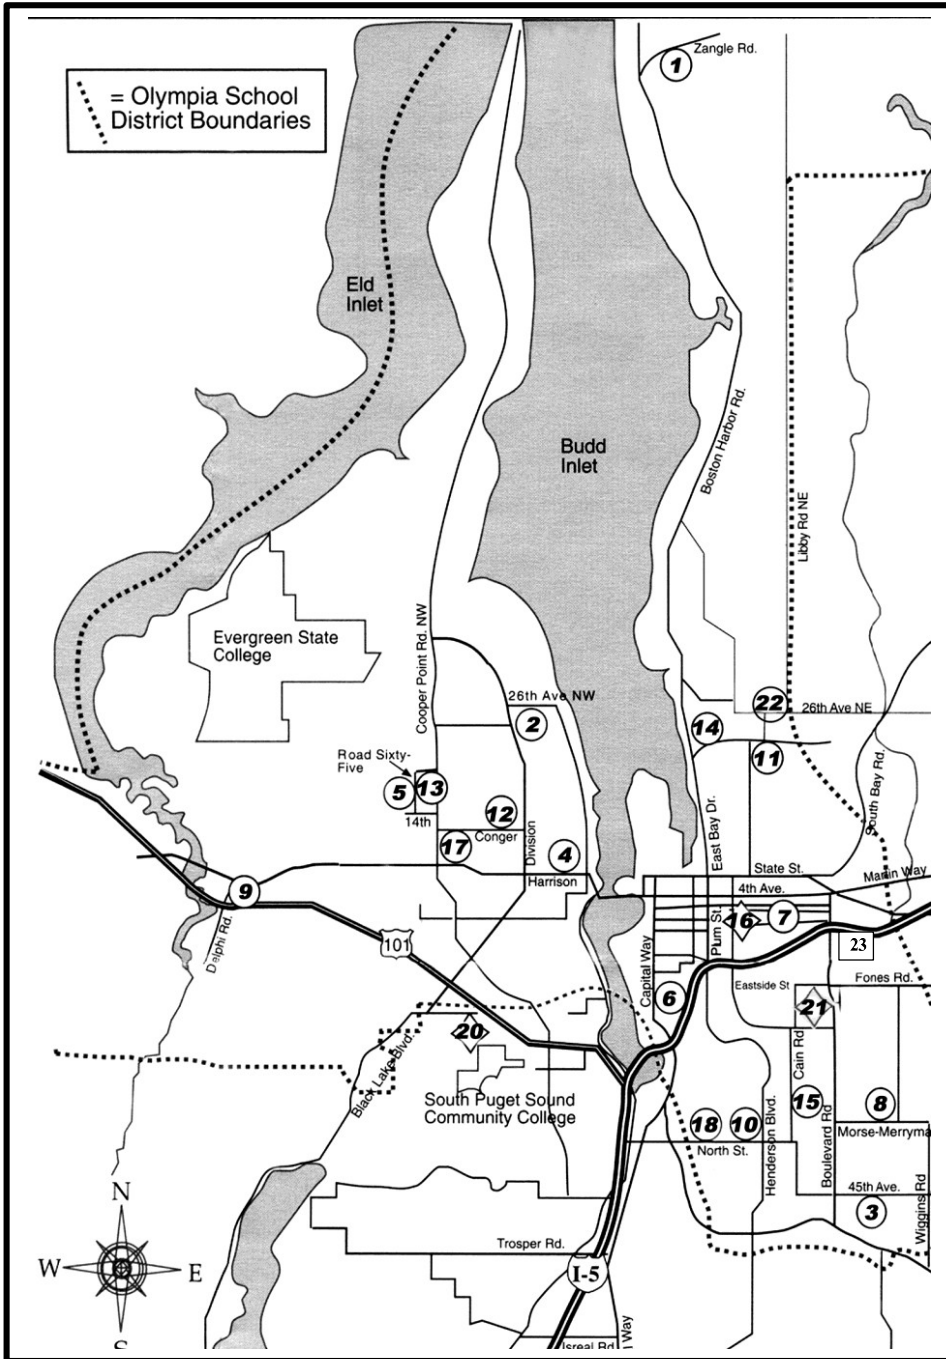 Zangle Rd.
1
= Olympia School
District Boundaries
Eld
Inlet
Budd
Inlet
Boston Harbor Rd.
Libby Rd NE
Evergreen State
College
Cooper Point Rd. NW
26th Ave NW
2
22
26th Ave NE
14
11
Road Sixty-
Five
5
13
14th
12
Conger
17
Division
4
Harrison
East Bay Dr.
South Bay Rd.
State St.
4th Ave.
Martin Way
9
Delphi Rd.
101
Plum St.
16
7
23
Capital Way
6
Eastside St
Fones Rd.
21
Cain Rd
20
Black Lake Blvd.
South Puget Sound
Community College
18
10
15
8
North St.
Henderson Blvd.
Boulevard Rd
Morse-Merryma
45th Ave.
3
Wiggins Rd
Trosper Rd.
I-5
Isreal Rd
Way
N
W
E
S